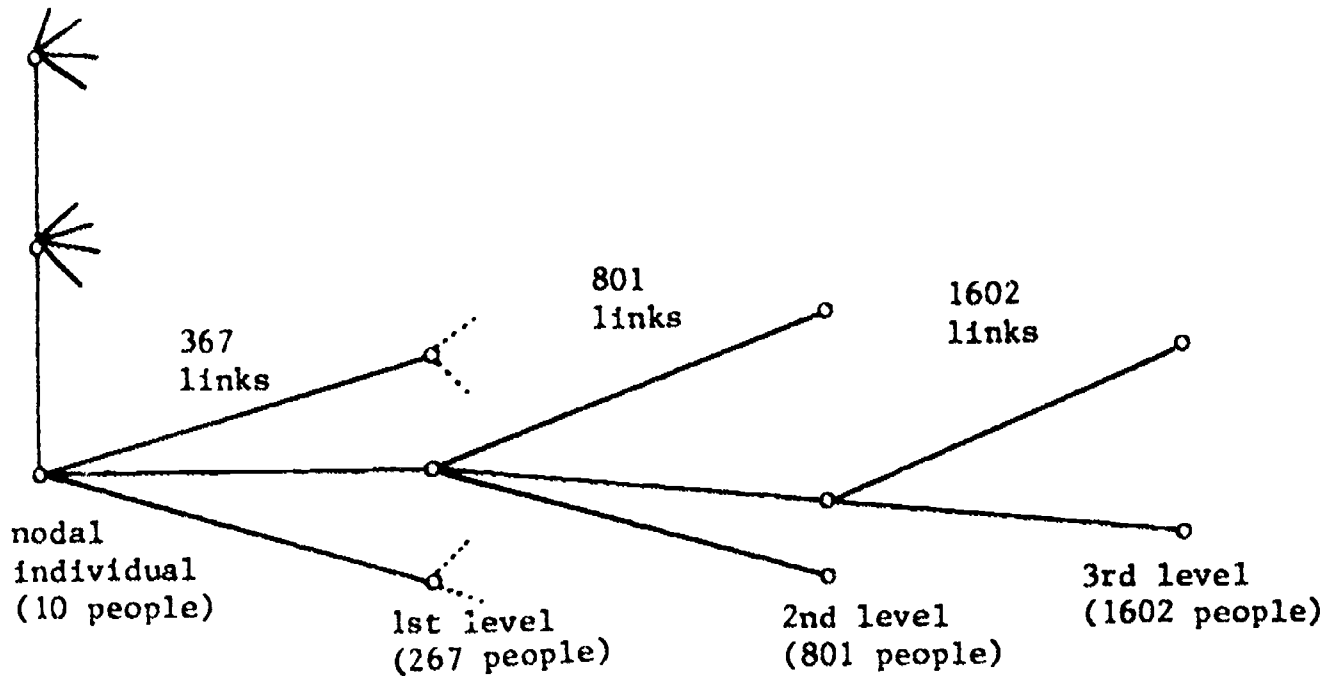 801
links
1602
links
367
links
nodal
individual
(10 people)
1st level
(267 people)
2nd level
(801 people)
3rd level
(1602 people)